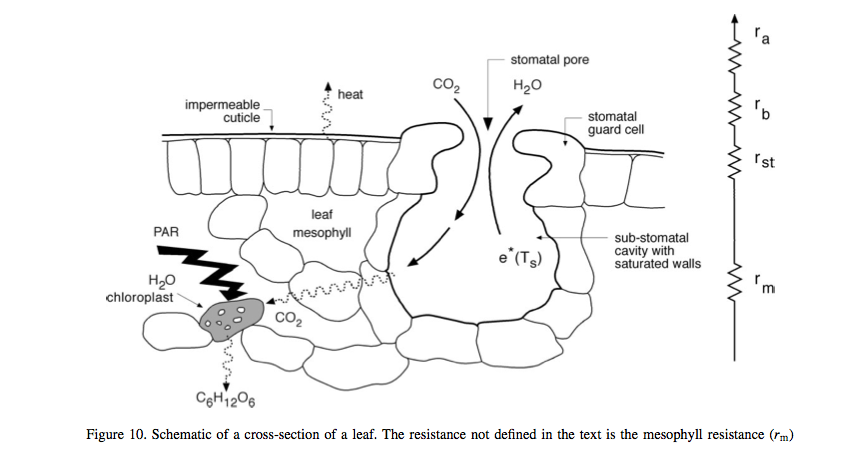 stomatal pore
CO2
H2O
heat
impermeable
cuticle
stomatal
guard cell
leaf
mesophyll
PAR
H2O
chloroplast
CO2
C6H12O6
e*(Ts)
sub-stomatal
cavity with
saturated walls
ra
rb
rst
rm
Figure 10. Schematic of a cross-section of a leaf. The resistance not defined in the text is the mesophyll resistance (rm)